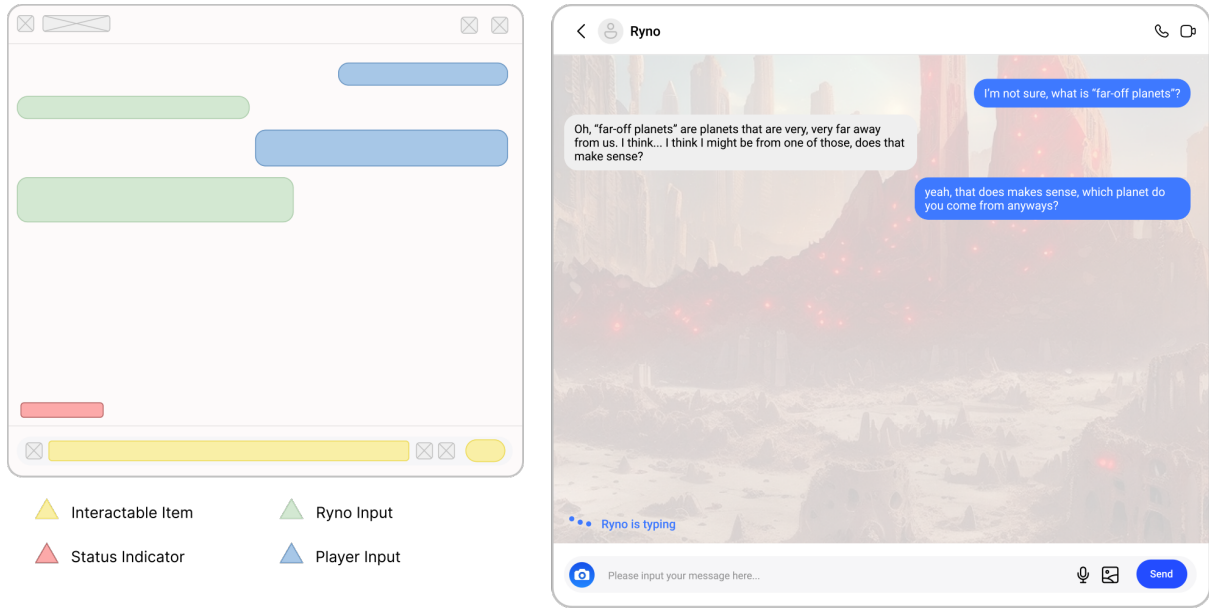 Interactable Item
Ryno Input
Status Indicator
Player Input
Ryno
I'm not sure, what is “far-off planets”?
Oh, “far-off planets” are planets that are very, very far away
from us. I think... I think I might be from one of those, does that
make sense?
yeah, that does makes sense, which planet do
you come from anyways?
Ryno is typing
Please input your message here...
Send